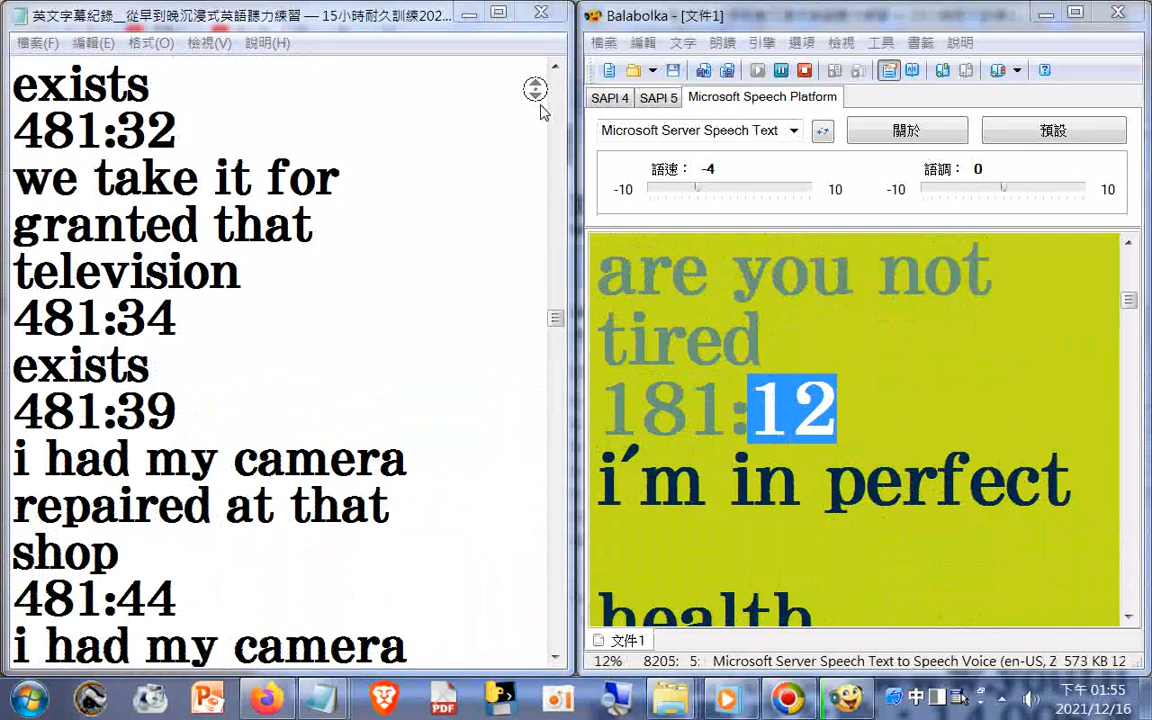 英文字幕紀錄__從早到晚沉浸式英語聽力練習 — 15小時耐久訓練202...
檔案(F) 編輯(E) 格式(O) 檢視(V) 說明(H)
exists
481:32
we take it for
granted that
television
481:34
exists
481:39
i had my camera
repaired at that
shop
481:44
i had my camera
Balabolka - [文件1]
檔案 編輯 文字 朗讀 引擎 選項 檢視 工具 書籤 說明
SAPI 4 SAPI 5 Microsoft Speech Platform
Microsoft Server Speech Text 關於 預設
語速： -4 語調： 0
-10 10 -10 10
are you not
tired
181:12
i´m in perfect
health
文件1
12% 8205: 5: Microsoft Server Speech Text to Speech Voice (en-US, Z 573 KB 12
PDF
中
下午 01:55
2021/12/16